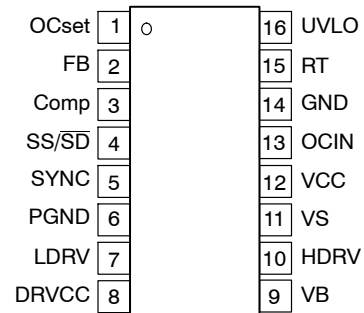 OCset 1 16 UVLO
FB 2 15 RT
Comp 3 14 GND
SS/SD 4 13 OCIN
SYNC 5 12 VCC
PGND 6 11 VS
LDRV 7 10 HDRV
DRVCC 8 9 VB